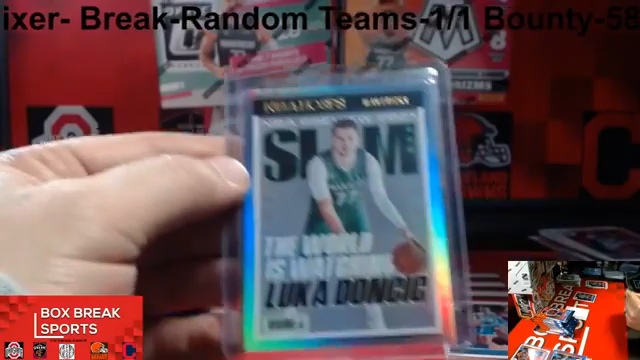 ixer- Break-Random Teams-1/1 Bounty-58
HOOPS
SLAM
77
THE WORLD
IS WATCHING
LUKA DONCIC
BOX BREAK
SPORTS